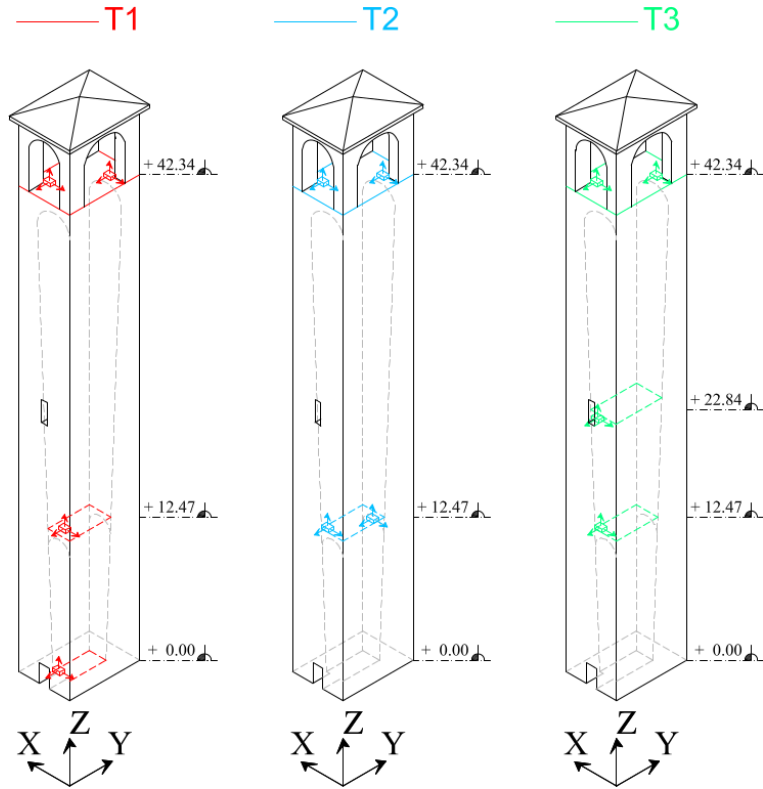 T1 T2 T3
+ 42.34 + 42.34 + 42.34
+ 22.84
+ 12.47 + 12.47 + 12.47
+ 0.00 + 0.00 + 0.00
Z Z Z
X Y X Y X Y